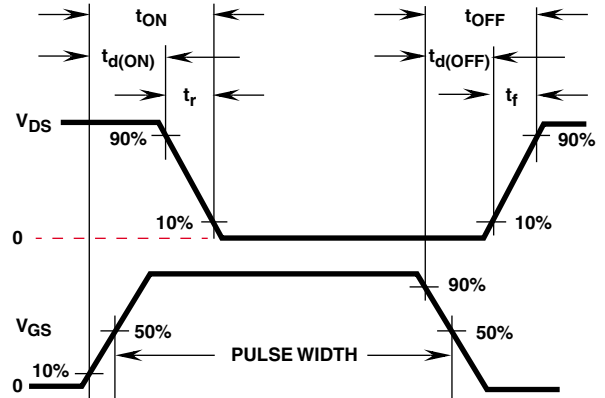 tON tOFF
td(ON) td(OFF)
tr tf
VDS
90% 90%
10% 10%
0
90%
VGS 50% 50%
PULSE WIDTH
10%
0